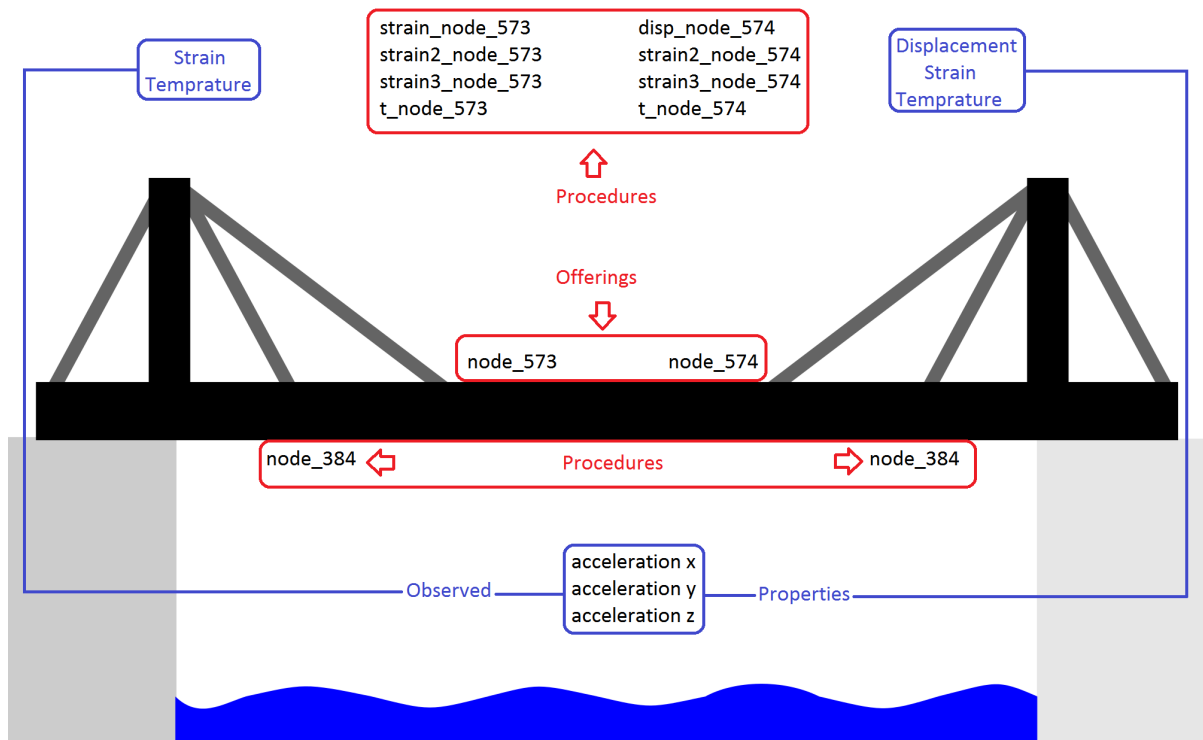 strain_node_573
strain2_node_573
strain3_node_573
t_node_573
disp_node_574
strain2_node_574
strain3_node_574
t_node_574
Strain
Temprature
Displacement
Strain
Temprature
Procedures
Offerings
node_573 node_574
node_384 Procedures node_384
acceleration x
acceleration y
acceleration z
Observed
Properties